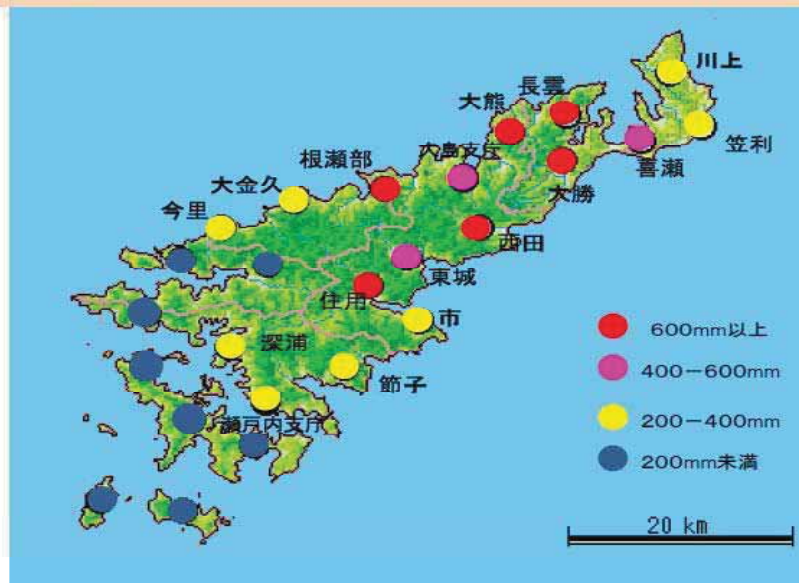 川上
長雲
大熊
大島支庁
笠利
喜瀬
根瀬部
大勝
大金久
今里
西田
東城
住用
市
深浦
節子
瀬戸内支庁
600mm以上
400-600mm
200-400mm
200mm未満
20 km